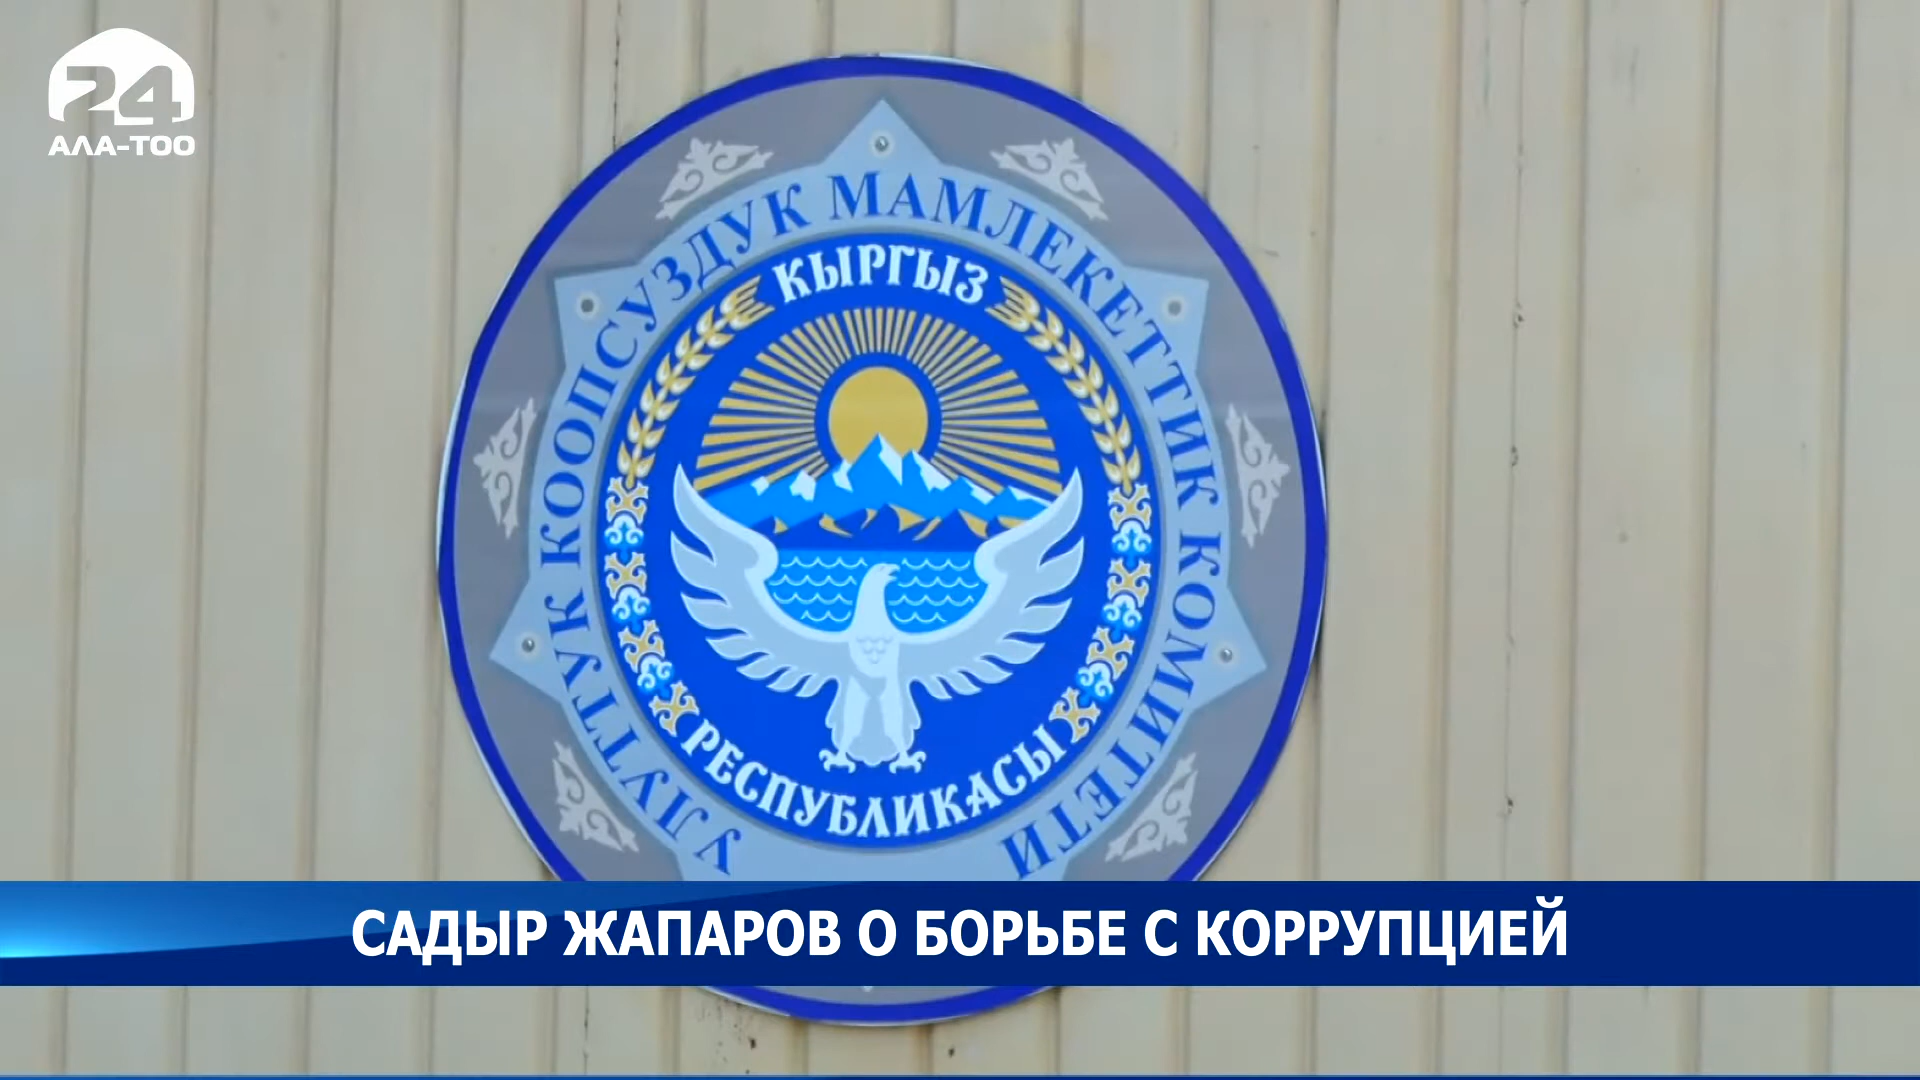 24
АЛА-ТОО
УЛУТТУК КООПСУЗДУК МАМЛЕКЕТТИК КОМИТЕТИ
КЫРГЫЗ
РЕСПУБЛИКАСЫ
САДЫР ЖАПАРОВ О БОРЬБЕ С КОРРУПЦИЕЙ